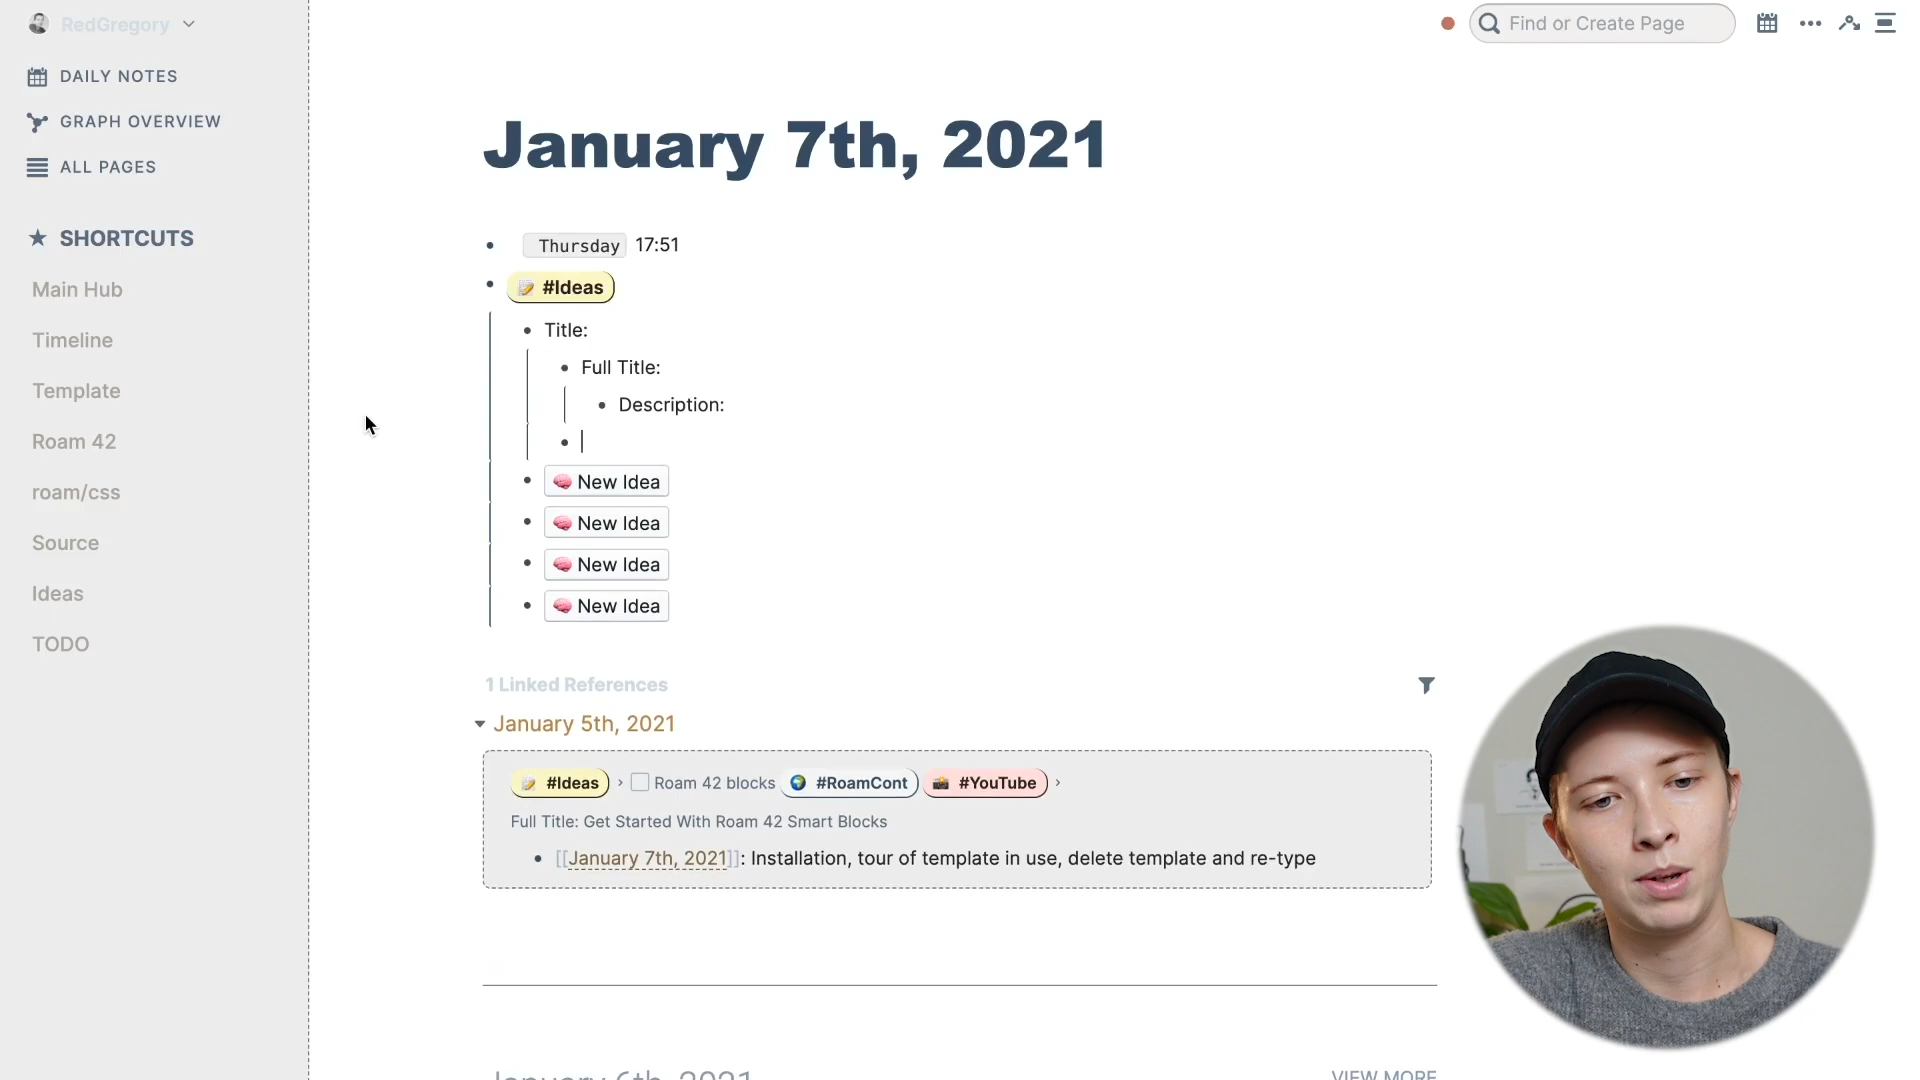 RedGregory
DAILY NOTES
GRAPH OVERVIEW
ALL PAGES
SHORTCUTS
Main Hub
Timeline
Template
Roam 42
roam/css
Source
Ideas
TODO
Find or Create Page
January 7th, 2021
Thursday 17:51
#Ideas
Title:
Full Title:
Description:
New Idea
New Idea
New Idea
New Idea
1 Linked References
January 5th, 2021
#Ideas › Roam 42 blocks #RoamCont #YouTube ›
Full Title: Get Started With Roam 42 Smart Blocks
[[January 7th, 2021]]: Installation, tour of template in use, delete template and re-type
January 6th, 2021
VIEW MORE